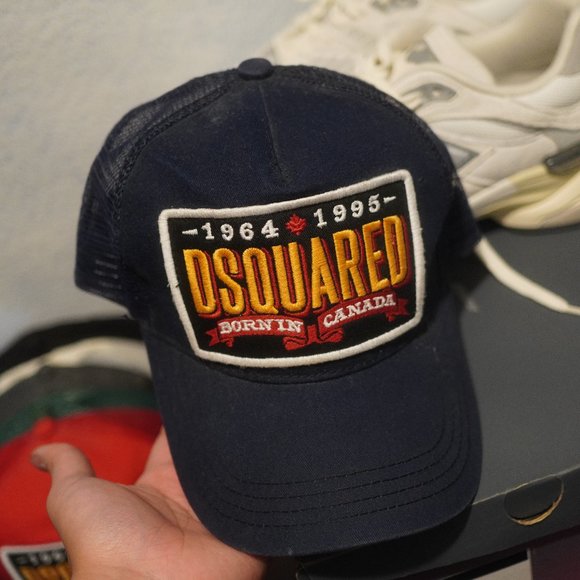 -1964 1995-
DSQUARED
BORN IN CANADA